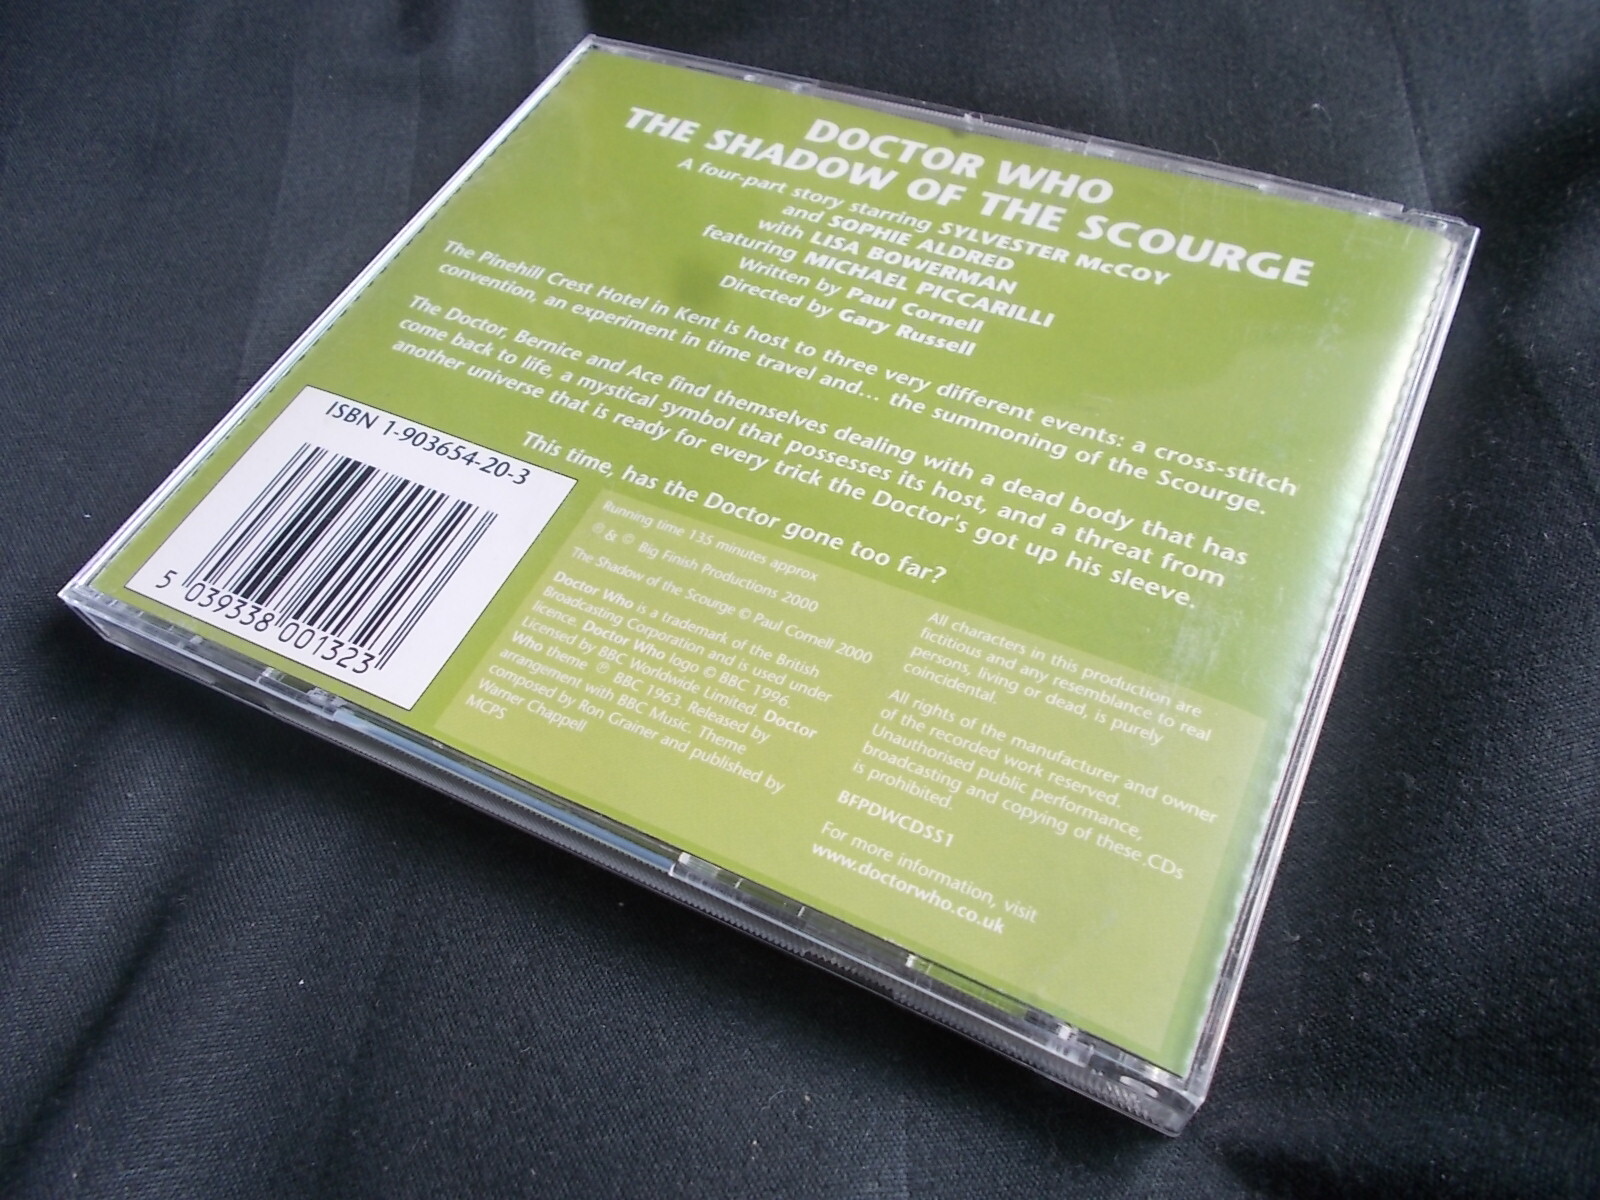 DOCTOR WHO
THE SHADOW OF THE SCOURGE
A four-part story starring SYLVESTER McCOY
and SOPHIE ALDRED
with LISA BOWERMAN
featuring MICHAEL PICCARILLI
Written by Paul Cornell
Directed by Gary Russell
The Pinehill Crest Hotel in Kent is host to three very different events: a cross-stitch
convention, an experiment in time travel and... the summoning of the Scourge.
The Doctor, Bernice and Ace find themselves dealing with a dead body that has
come back to life, a mystical symbol that possesses its host, and a threat from
another universe that is ready for every trick the Doctor's got up his sleeve.
This time, has the Doctor gone too far?
ISBN 1-903654-20-3
5 039338 001323
Running time 135 minutes approx
℗ & © Big Finish Productions 2000
The Shadow of the Scourge © Paul Cornell 2000
Doctor Who is a trademark of the British
Broadcasting Corporation and is used under
licence. Doctor Who logo © BBC 1996.
Licensed by BBC Worldwide Limited. Doctor
Who theme ℗ BBC 1963. Released by
arrangement with BBC Music. Theme
composed by Ron Grainer and published by
Warner Chappell
MCPS
All characters in this production are
fictitious and any resemblance to real
persons, living or dead, is purely
coincidental.
All rights of the manufacturer and owner
of the recorded work reserved.
Unauthorised public performance,
broadcasting and copying of these CDs
is prohibited.
BFPDWCDSS1
For more information, visit
www.doctorwho.co.uk